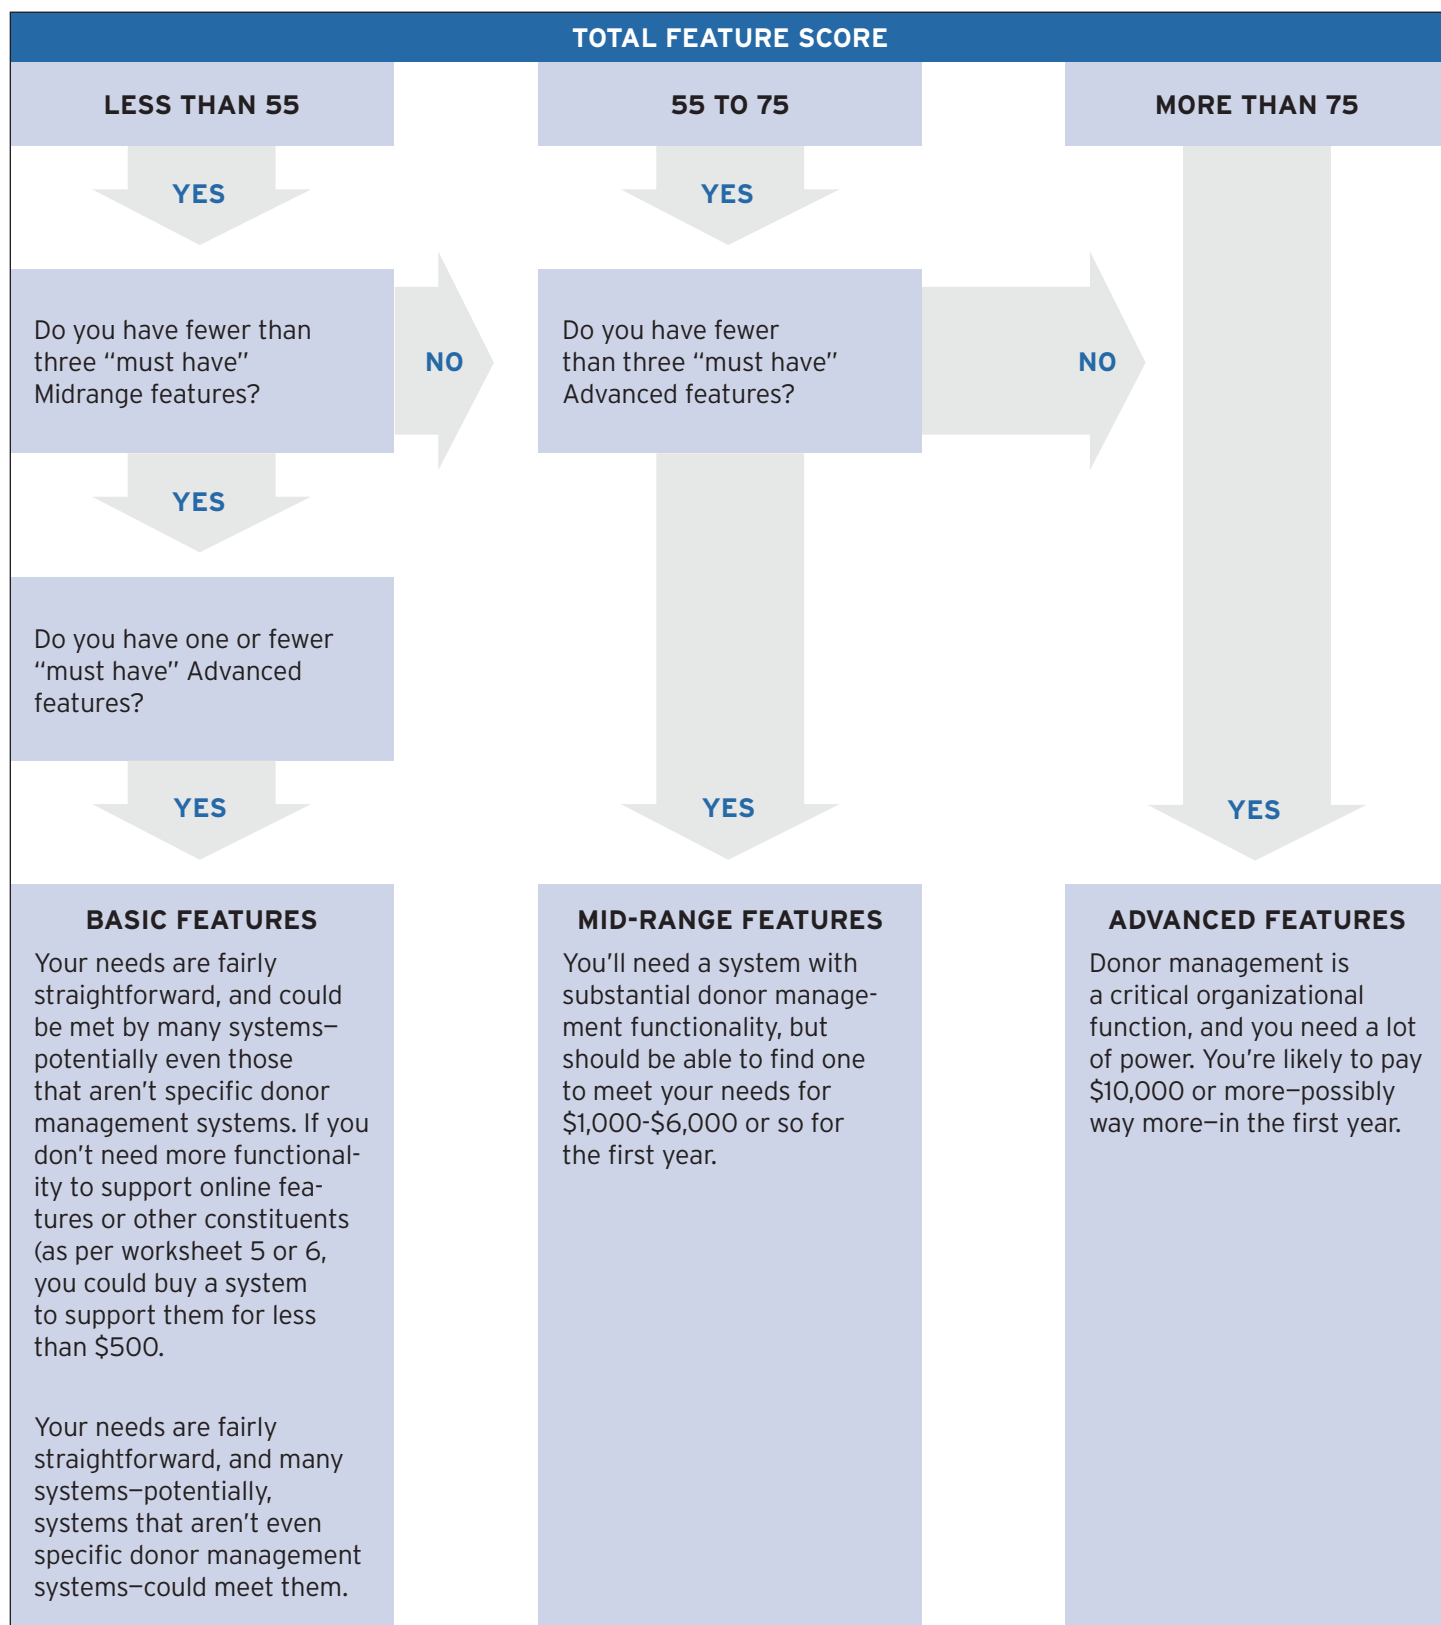 TOTAL FEATURE SCORE
LESS THAN 55
55 TO 75
MORE THAN 75
YES
YES
Do you have fewer than
three “must have”
Midrange features?
NO
Do you have fewer
than three “must have”
Advanced features?
NO
YES
Do you have one or fewer
“must have” Advanced
features?
YES
YES
YES
BASIC FEATURES
Your needs are fairly
straightforward, and could
be met by many systems—
potentially even those
that aren’t specific donor
management systems. If you
don’t need more functional-
ity to support online fea-
tures or other constituents
(as per worksheet 5 or 6,
you could buy a system
to support them for less
than $500.
Your needs are fairly
straightforward, and many
systems—potentially,
systems that aren’t even
specific donor management
systems—could meet them.
MID-RANGE FEATURES
You’ll need a system with
substantial donor manage-
ment functionality, but
should be able to find one
to meet your needs for
$1,000-$6,000 or so for
the first year.
ADVANCED FEATURES
Donor management is
a critical organizational
function, and you need a lot
of power. You’re likely to pay
$10,000 or more—possibly
way more—in the first year.